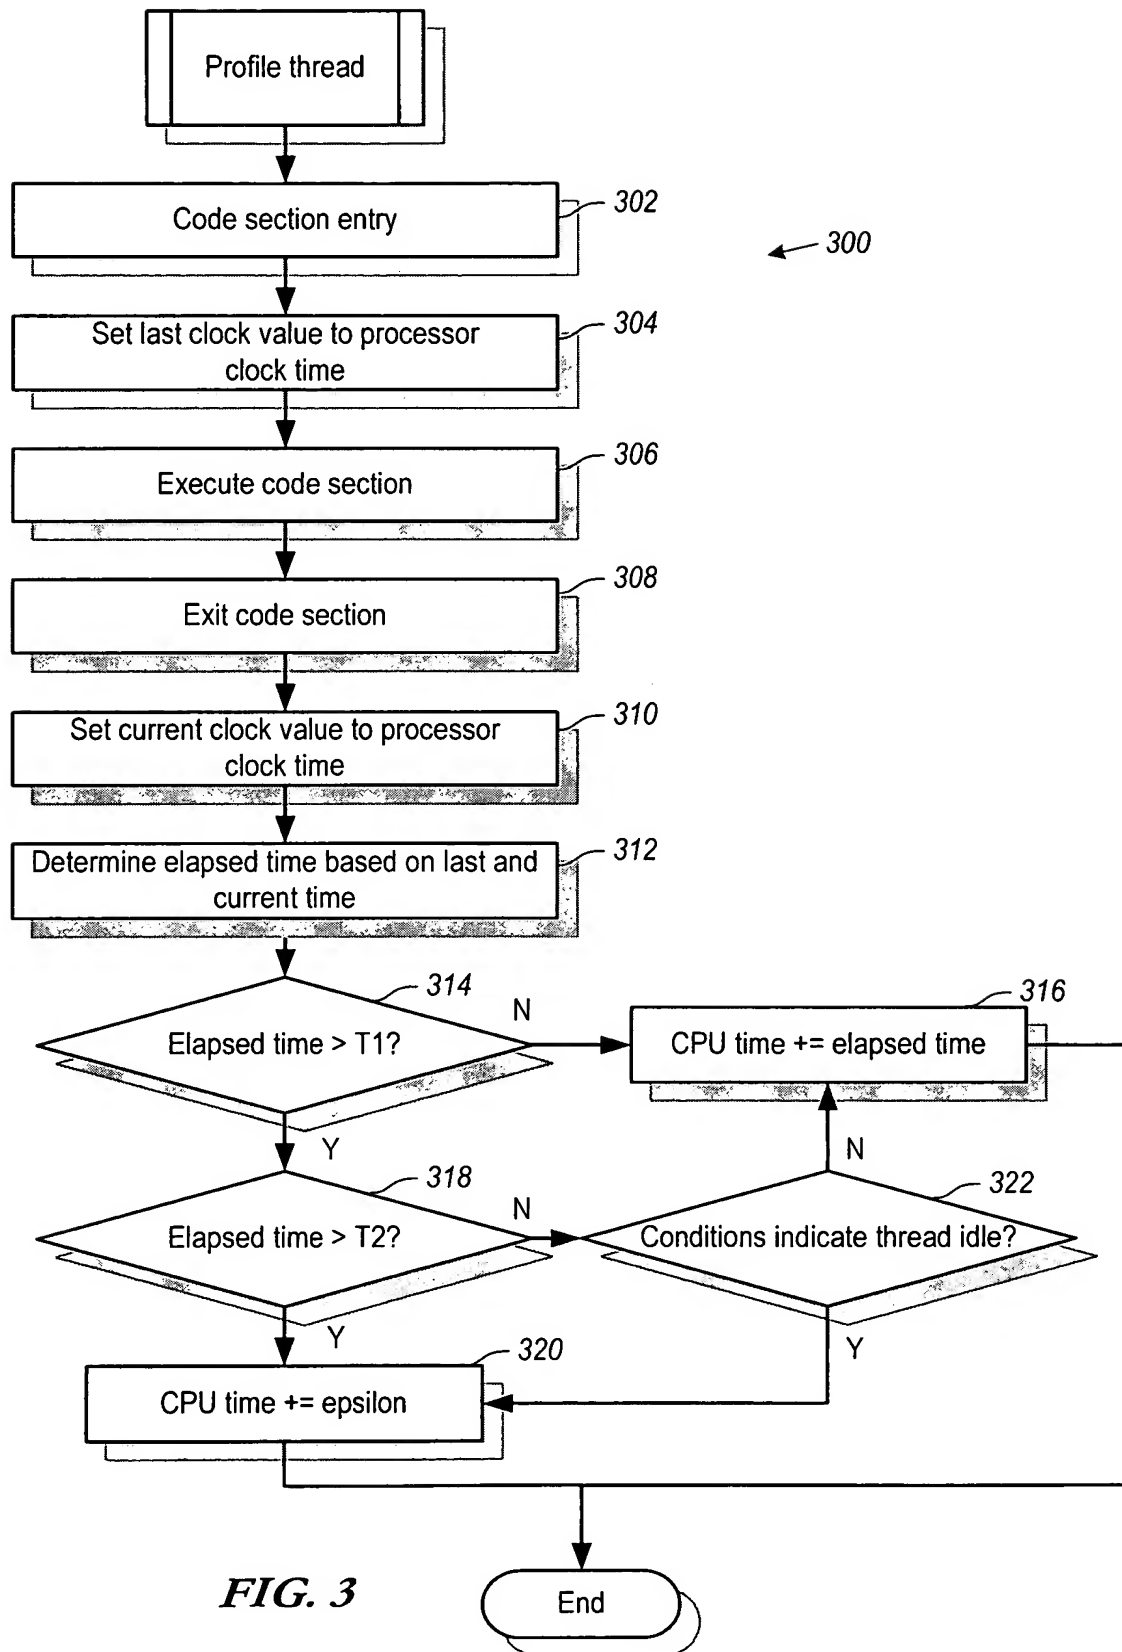 Profile thread
Code section entry
302
300
Set last clock value to processor
clock time
304
Execute code section
306
Exit code section
308
Set current clock value to processor
clock time
310
Determine elapsed time based on last and
current time
312
Elapsed time > T1?
314
N
Y
CPU time += elapsed time
316
Elapsed time > T2?
318
N
Y
Conditions indicate thread idle?
322
N
Y
CPU time += epsilon
320
End
FIG. 3